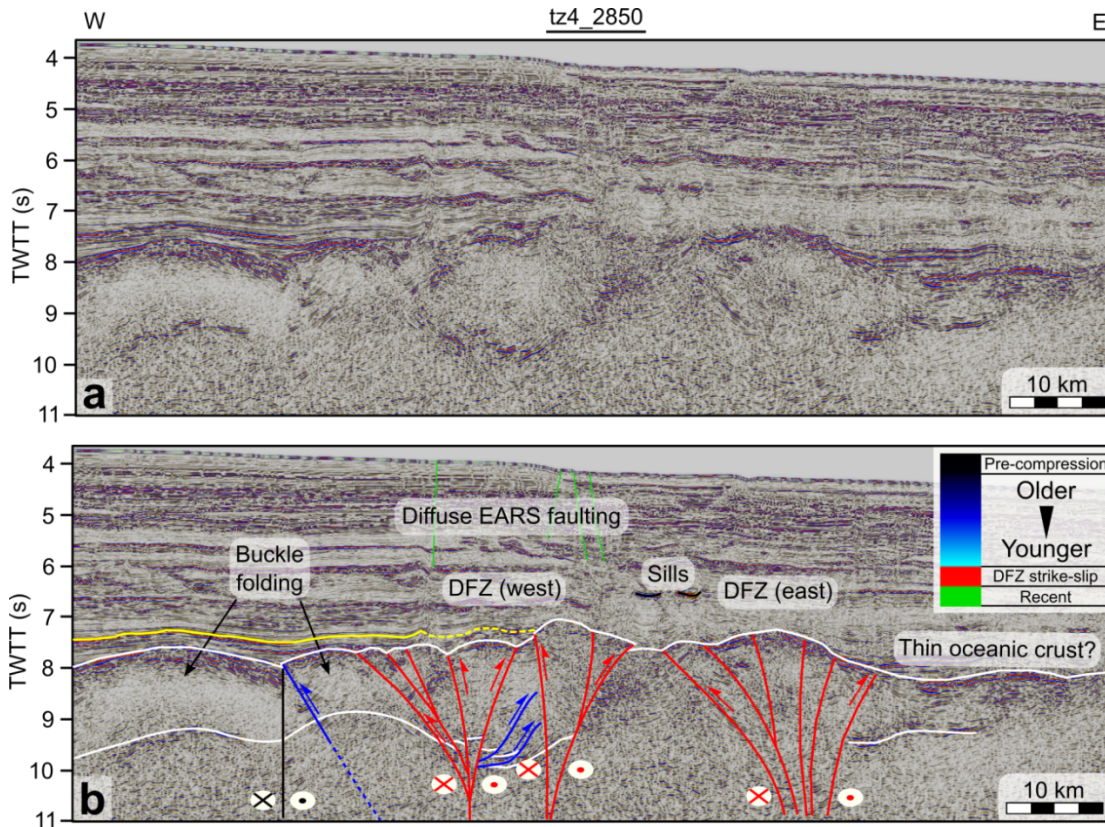 W
tz4_2850
E
4
5
6
7
8
9
10
11
TWTT (s)
a
10 km
4
5
6
7
8
9
10
11
TWTT (s)
Pre-compression
Older
Younger
DFZ strike-slip
Recent
Diffuse EARS faulting
Buckle
folding
DFZ (west)
Sills
DFZ (east)
Thin oceanic crust?
b
10 km